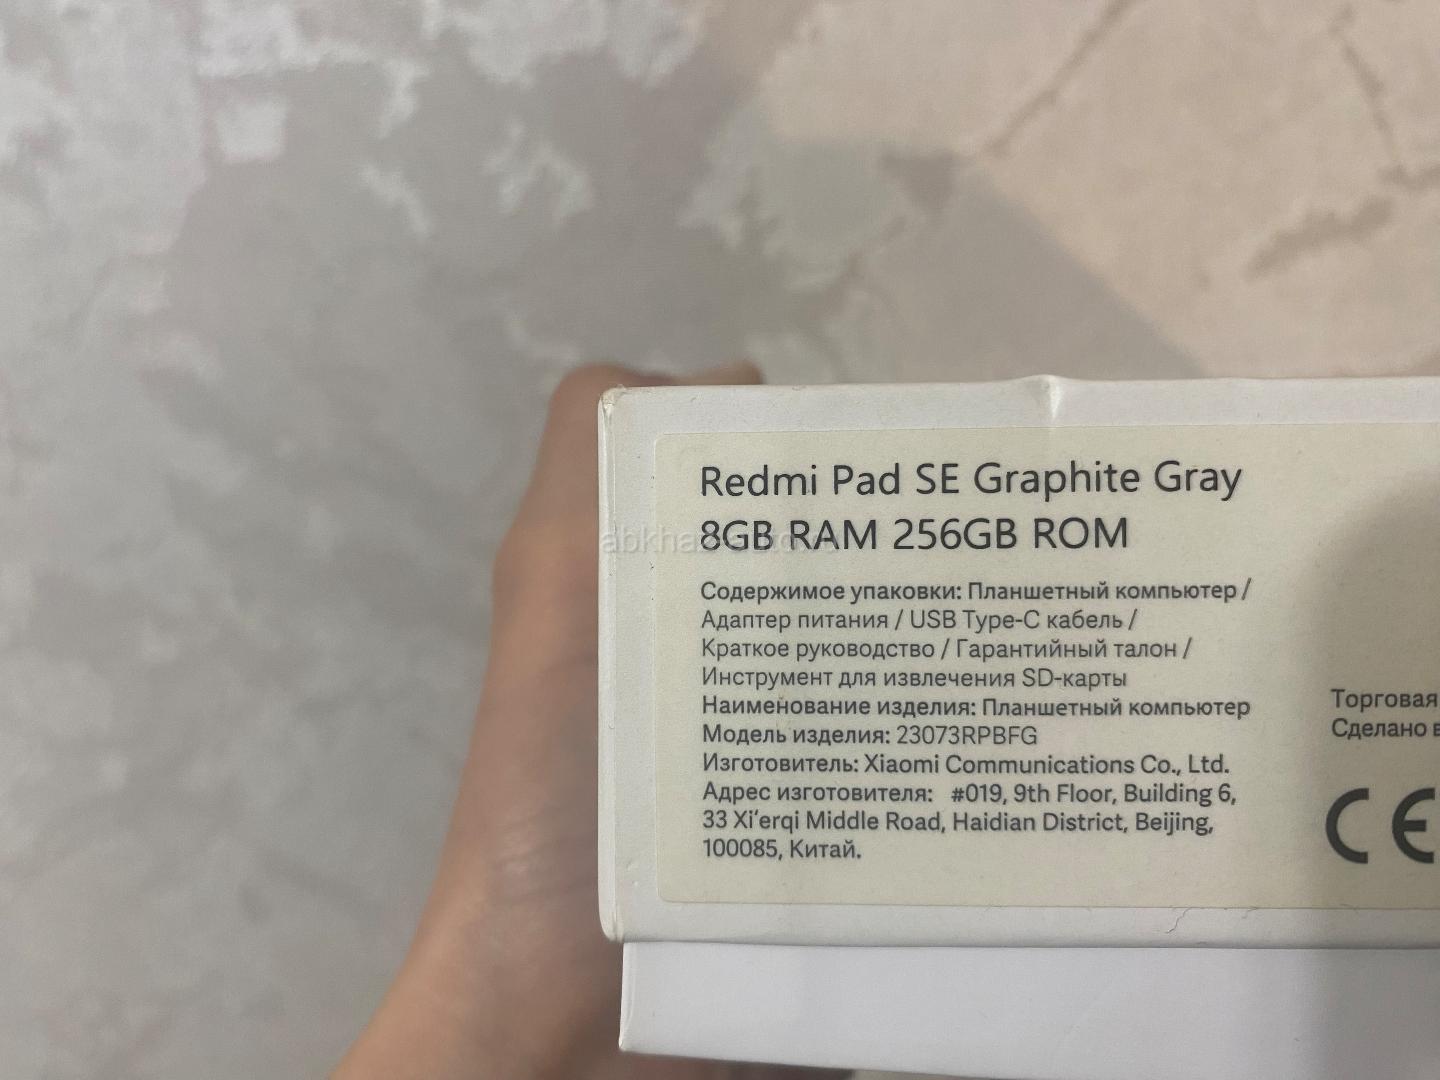 Redmi Pad SE Graphite Gray
8GB RAM 256GB ROM
Содержимое упаковки: Планшетный компьютер /
Адаптер питания / USB Type-C кабель /
Краткое руководство / Гарантийный талон /
Инструмент для извлечения SD-карты
Наименование изделия: Планшетный компьютер
Модель изделия: 23073RPBFG
Изготовитель: Xiaomi Communications Co., Ltd.
Адрес изготовителя: #019, 9th Floor, Building 6,
33 Xi'erqi Middle Road, Haidian District, Beijing,
100085, Китай.
Торговая
Сделано в
CE